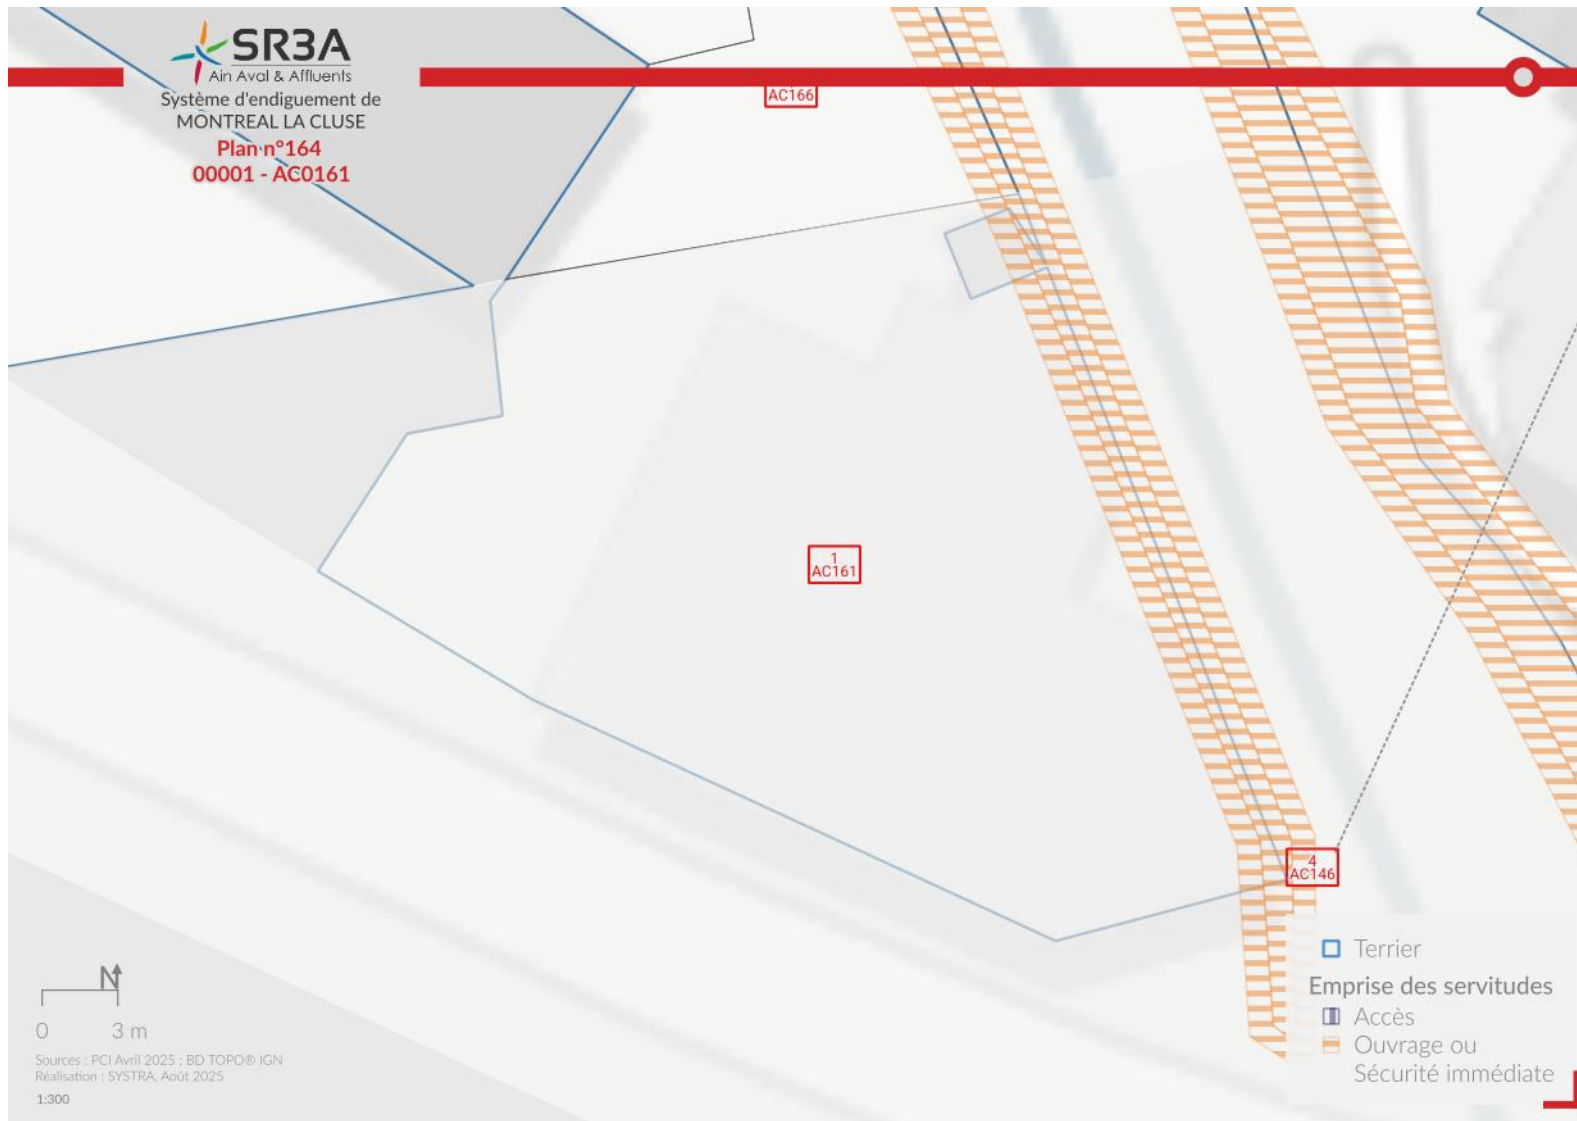 SR3A
Ain Aval & Affluents
Système d'endiguement de
MONTREAL LA CLUSE
Plan n°164
00001 - AC0161
AC166
1
AC161
4
AC146
Terrier
Emprise des servitudes
Accès
Ouvrage ou
Sécurité immédiate
N
0 3 m
Sources : PCI Avril 2025 ; BD TOPO® IGN
Réalisation : SYSTRA, Août 2025
1:300